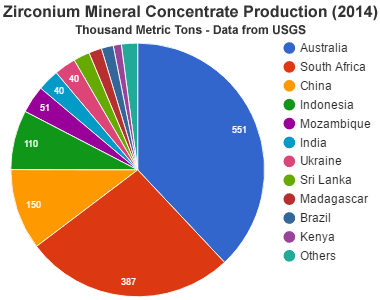 Zirconium Mineral Concentrate Production (2014)
Thousand Metric Tons - Data from USGS
Australia
South Africa
China
Indonesia
Mozambique
India
Ukraine
Sri Lanka
Madagascar
Brazil
Kenya
Others
551
387
150
110
51
40
40